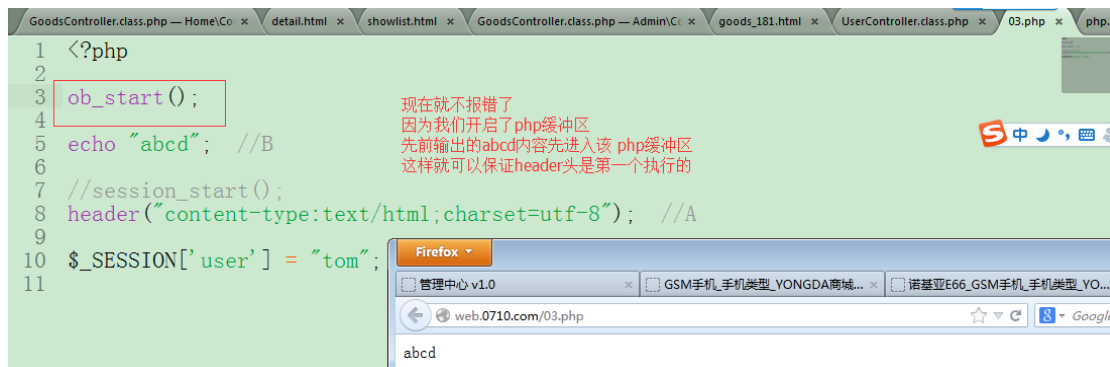 GoodsController.class.php — Home\Co × detail.html × showlist.html × GoodsController.class.php — Admin\Co × goods_181.html × UserController.class.php × 03.php × php.
1 <?php
2
3 ob_start();
4
5 echo "abcd"; //B
6
7 //session_start();
8 header("content-type:text/html;charset=utf-8"); //A
9
10 $_SESSION['user'] = "tom";
11
现在就不报错了
因为我们开启了php缓冲区
先前输出的abcd内容先进入该 php缓冲区
这样就可以保证header头是第一个执行的
S 中
Firefox
管理中心 v1.0 × GSM手机_手机类型_YONGDA商城... × 诺基亚E66_GSM手机_手机类型_YO...
web.0710.com/03.php 8 Google
abcd